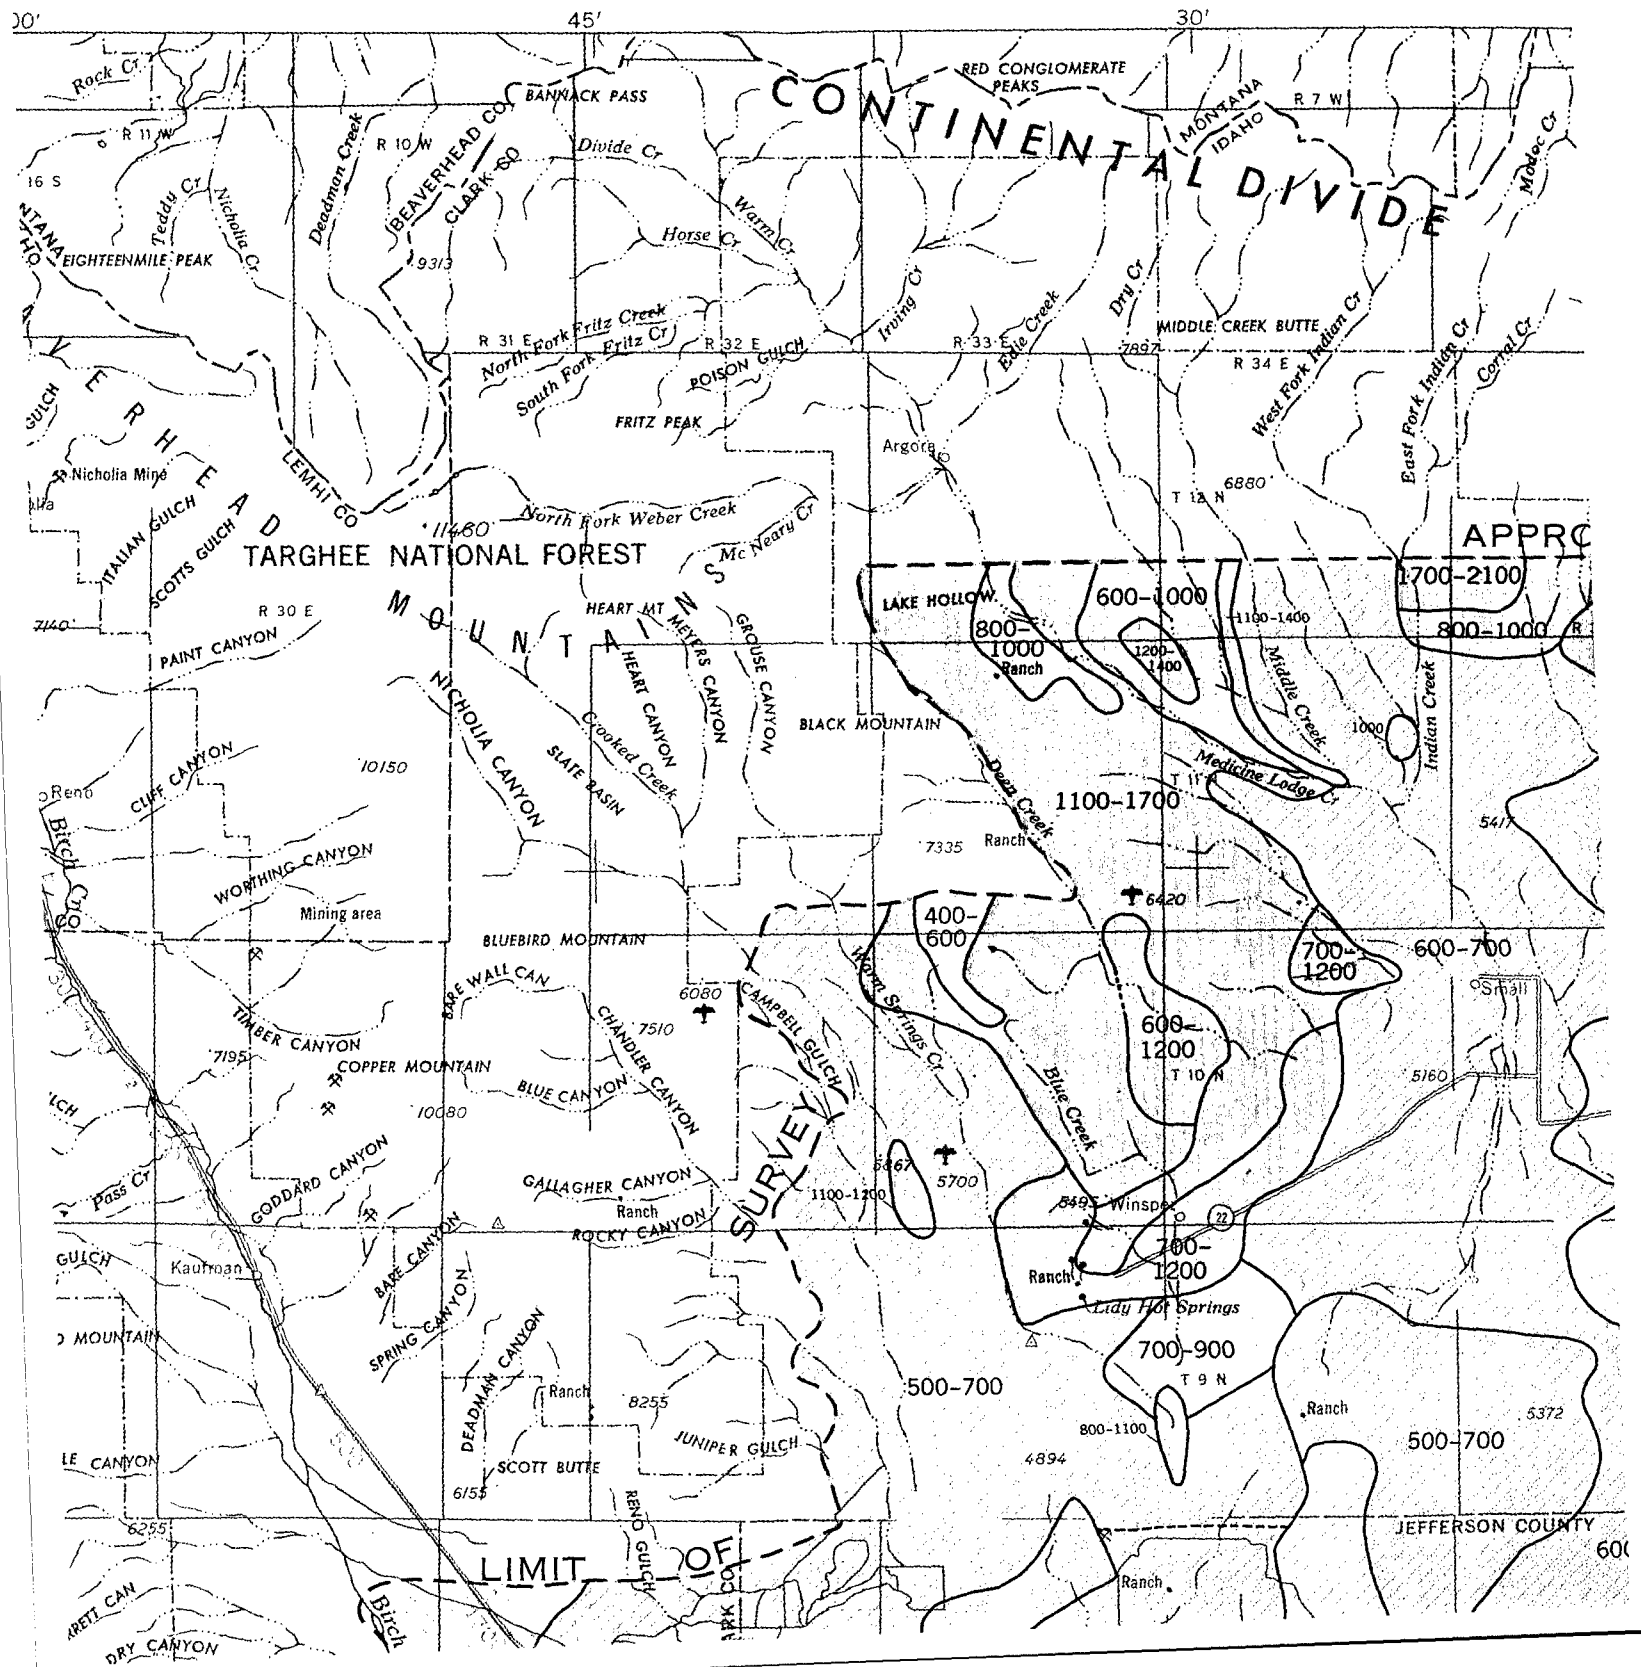 45'
30'
Rock Cr
BANNACK PASS
RED CONGLOMERATE
PEAKS
CONTINENTAL DIVIDE
MONTANA
IDAHO
R 7 W
R 11 W
R 10 W
Deadman Creek
BEAVERHEAD CO
CLARK CO
Divide Cr
Modoc Cr
16 S
Teddy Cr
Nicholia Cr
Warm Cr
Horse Cr
EIGHTEENMILE PEAK
9313
Irving Cr
Edie Creek
Dry Cr
West Fork Indian Cr
East Fork Indian Cr
Corral Cr
MIDDLE CREEK BUTTE
7897
R 31 E
North Fork Fritz Creek
South Fork Fritz Cr
R 32 E
POISON GULCH
R 33 E
R 34 E
FRITZ PEAK
GULCH
Argora
LEMHI CO
Nicholia Mine
ITALIAN GULCH
SCOTTS GULCH
11460
North Fork Weber Creek
Mc Neary Cr
T 12 N
6880
TARGHEE NATIONAL FOREST
MOUNTAINS
APPRO
1700-2100
LAKE HOLLOW
600-1000
800-
1000
Ranch
1100-1400
1200-
1400
800-1000
R
R 30 E
7140
PAINT CANYON
HEART MT
HEART CANYON
MEYERS CANYON
GROUSE CANYON
NICHOLIA CANYON
Crooked Creek
SLATE BASIN
BLACK MOUNTAIN
Middle Creek
Indian Creek
1000
Medicine Lodge Cr
T 11 N
Deep Creek
1100-1700
10150
CLIFF CANYON
Reno
Birch Cr
CO
5417
7335
Ranch
WORTHING CANYON
Mining area
6420
400-
600
BLUEBIRD MOUNTAIN
700-
1200
600-700
Small
BARE WALL CAN
6080
CAMPBELL GULCH
Warm Springs Cr
TIMBER CANYON
7195
7510
CHANDLER CANYON
COPPER MOUNTAIN
BLUE CANYON
10080
600-
1200
T 10 N
Blue Creek
5160
GODDARD CANYON
Pass Cr
GALLAGHER CANYON
Ranch
ROCKY CANYON
SURVEY
5867
1100-1200
5700
5495
Winsper
22
GULCH
Kaufman
BARE CANYON
SPRING CANYON
700-
1200
Ranch
Lidy Hot Springs
MOUNTAIN
DEADMAN CANYON
700-900
T 9 N
Ranch
8255
500-700
Ranch
5372
800-1100
500-700
LE CANYON
JUNIPER GULCH
SCOTT BUTTE
4894
6155
RENO GULCH
6255
JEFFERSON COUNTY
LIMIT OF
ARK CO
Ranch
Birch
RRETT CAN
DRY CANYON